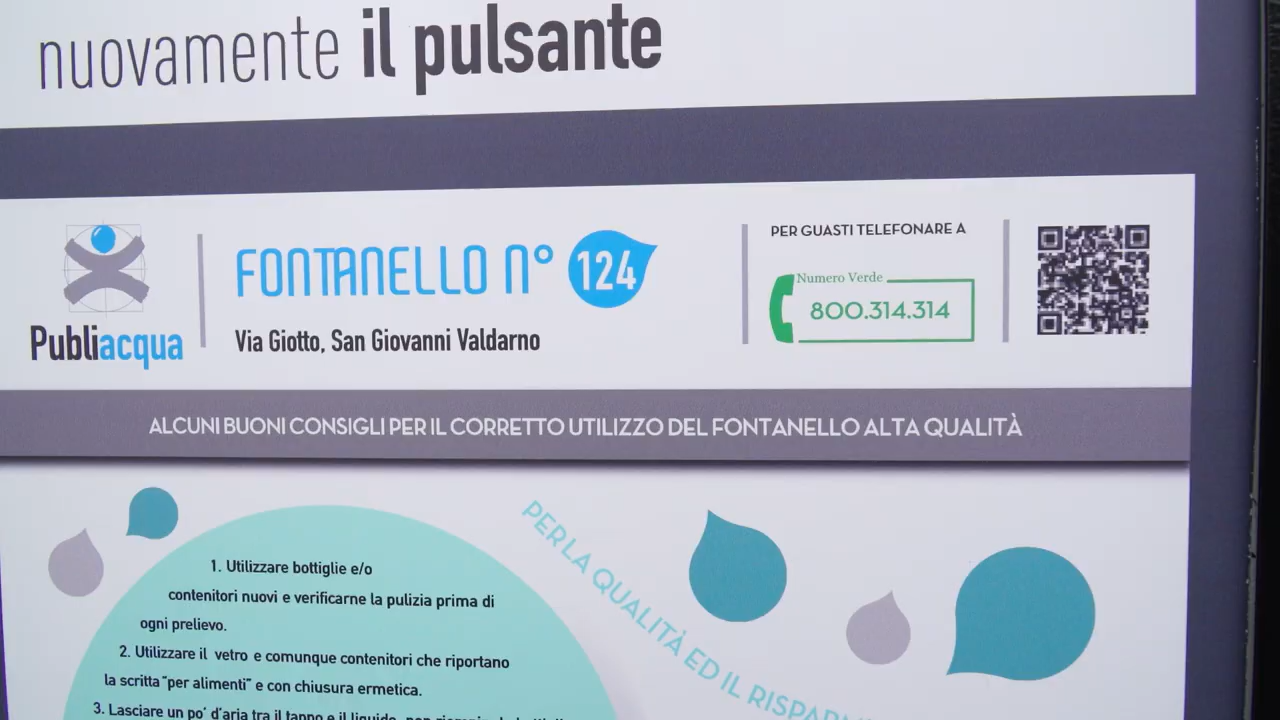 nuovamente il pulsante
Publiacqua
FONTANELLO N° 124
Via Giotto, San Giovanni Valdarno
PER GUASTI TELEFONARE A
Numero Verde
800.314.314
ALCUNI BUONI CONSIGLI PER IL CORRETTO UTILIZZO DEL FONTANELLO ALTA QUALITÀ
1. Utilizzare bottiglie e/o
contenitori nuovi e verificarne la pulizia prima di
ogni prelievo.
2. Utilizzare il vetro e comunque contenitori che riportano
la scritta "per alimenti" e con chiusura ermetica.
3. Lasciare un po' d'aria tra il tappo e il liquido, non
PER LA QUALITÀ ED IL